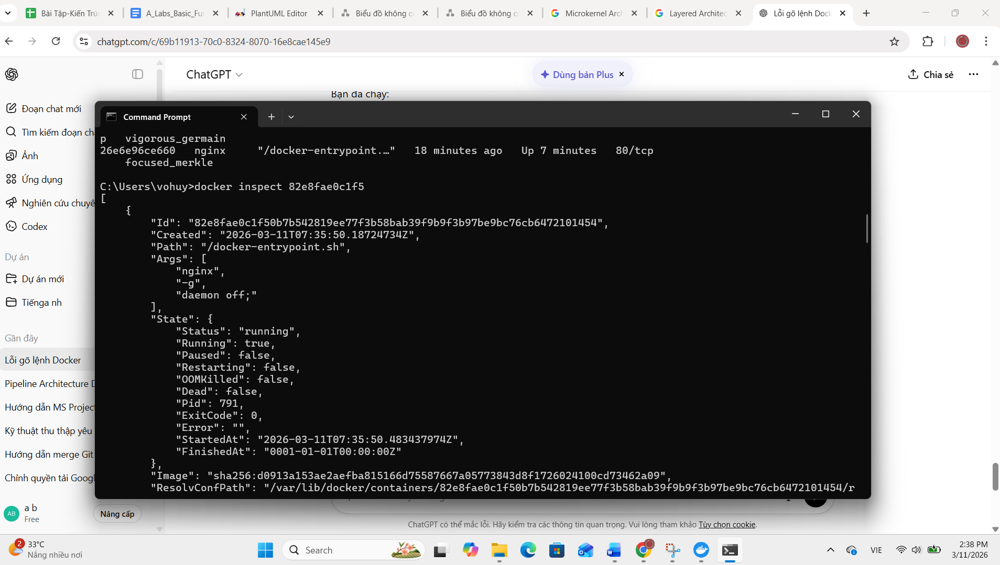 Bài Tập-Kiến Trúc
A_Labs_Basic_Fun
PlantUML Editor
Biểu đồ không có
Biểu đồ không có
Microkernel Arch
Layered Architec
Lỗi gõ lệnh Dock
chatgpt.com/c/69b11913-70c0-8324-8070-16e8cae145e9
ChatGPT
Dùng bản Plus
Chia sẻ
Bạn đã chạy:
Đoạn chat mới
Tìm kiếm đoạn ch
Ảnh
Ứng dụng
Nghiên cứu chuyê
Codex
Dự án
Dự án mới
Tiếnga nh
Gần đây
Lỗi gõ lệnh Docker
Pipeline Architecture D
Hướng dẫn MS Project
Kỹ thuật thu thập yêu
Hướng dẫn merge Git
Chỉnh quyền tải Googl
AB
a b
Free
Nâng cấp
Command Prompt
p   vigorous_germain
26e6e96ce660   nginx     "/docker-entrypoint.…"   18 minutes ago   Up 7 minutes   80/tcp
    focused_merkle
C:\Users\vohuy>docker inspect 82e8fae0c1f5
[
    {
        "Id": "82e8fae0c1f50b7b542819ee77f3b58bab39f9b9f3b97be9bc76cb6472101454",
        "Created": "2026-03-11T07:35:50.18724734Z",
        "Path": "/docker-entrypoint.sh",
        "Args": [
            "nginx",
            "-g",
            "daemon off;"
        ],
        "State": {
            "Status": "running",
            "Running": true,
            "Paused": false,
            "Restarting": false,
            "OOMKilled": false,
            "Dead": false,
            "Pid": 791,
            "ExitCode": 0,
            "Error": "",
            "StartedAt": "2026-03-11T07:35:50.483437974Z",
            "FinishedAt": "0001-01-01T00:00:00Z"
        },
        "Image": "sha256:d0913a153ae2aefba815166d75587667a05773843d8f1726024100cd73462a09",
        "ResolvConfPath": "/var/lib/docker/containers/82e8fae0c1f50b7b542819ee77f3b58bab39f9b9f3b97be9bc76cb6472101454/r
ChatGPT có thể mắc lỗi. Hãy kiểm tra các thông tin quan trọng. Vui lòng tham khảo Tùy chọn cookie.
2
33°C
Nắng nhiều nơi
Search
VIE
2:38 PM
3/11/2026